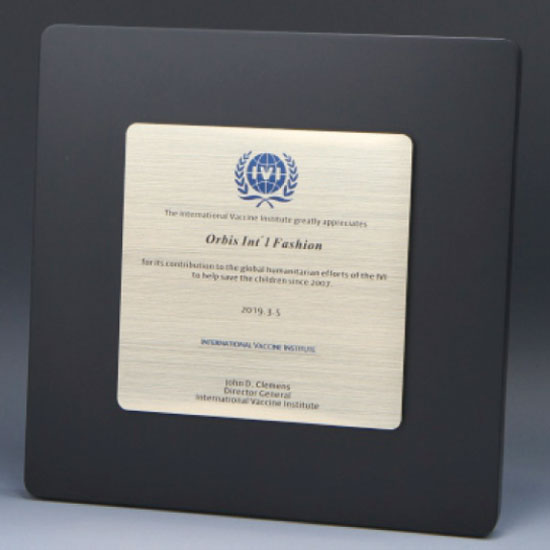 IVI
The International Vaccine Institute greatly appreciates
Orbis Int`l Fashion
for its contribution to the global humanitarian efforts of the IVI
to help save the children since 2007.
2019.3.5
INTERNATIONAL VACCINE INSTITUTE
John D. Clemens
Director General
International Vaccine Institute